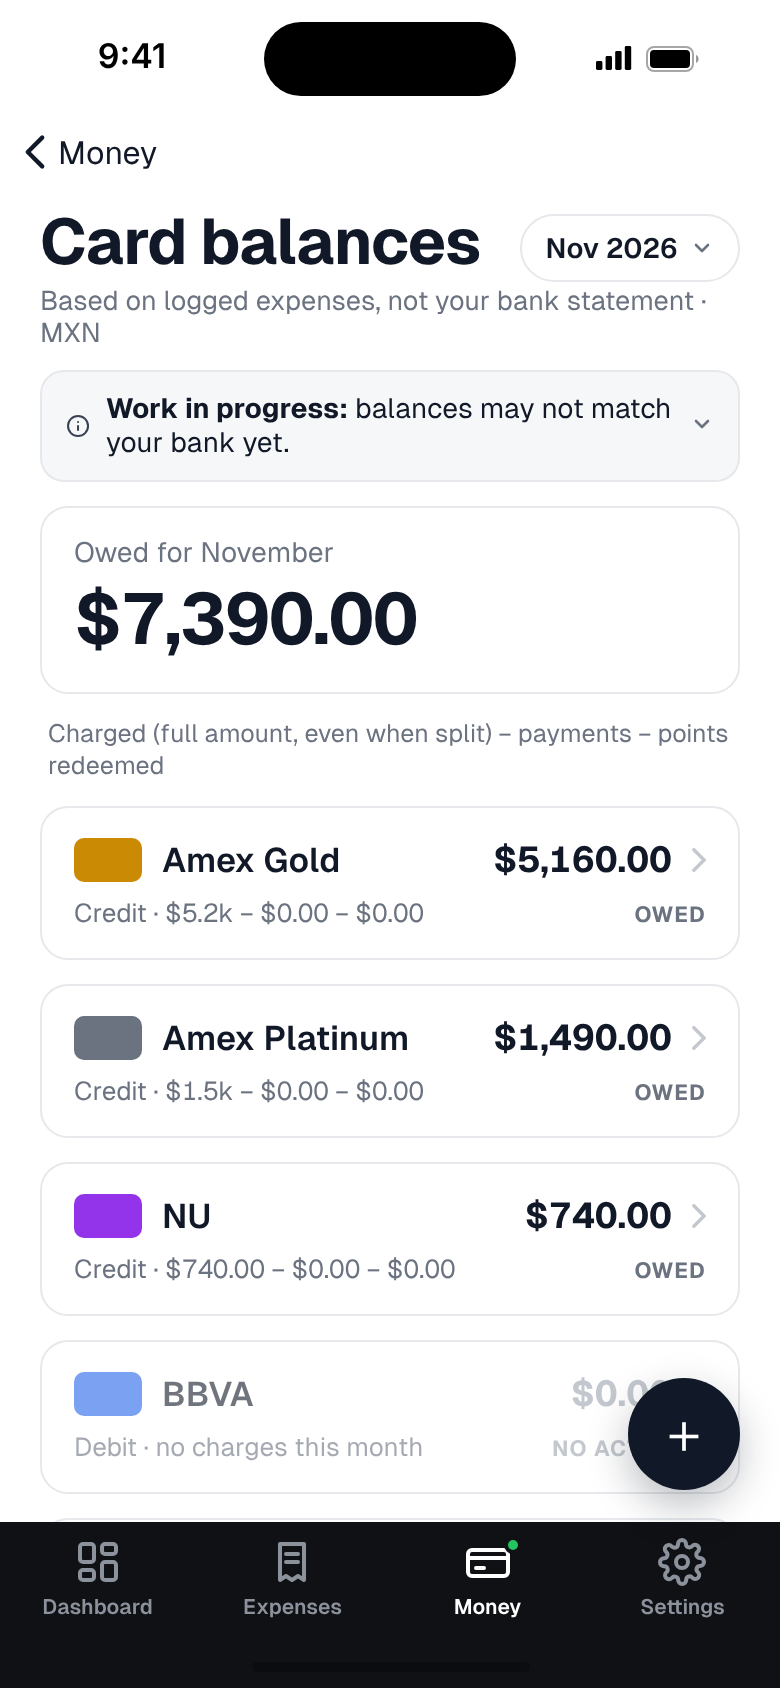 9:41
Money
Card balances
Nov 2026
Based on logged expenses, not your bank statement ·
MXN
Work in progress: balances may not match
your bank yet.
Owed for November
$7,390.00
Charged (full amount, even when split) – payments – points
redeemed
Amex Gold
$5,160.00
Credit · $5.2k – $0.00 – $0.00
OWED
Amex Platinum
$1,490.00
Credit · $1.5k – $0.00 – $0.00
OWED
NU
$740.00
Credit · $740.00 – $0.00 – $0.00
OWED
BBVA
Debit · no charges this month
NO
Dashboard
Expenses
Money
Settings